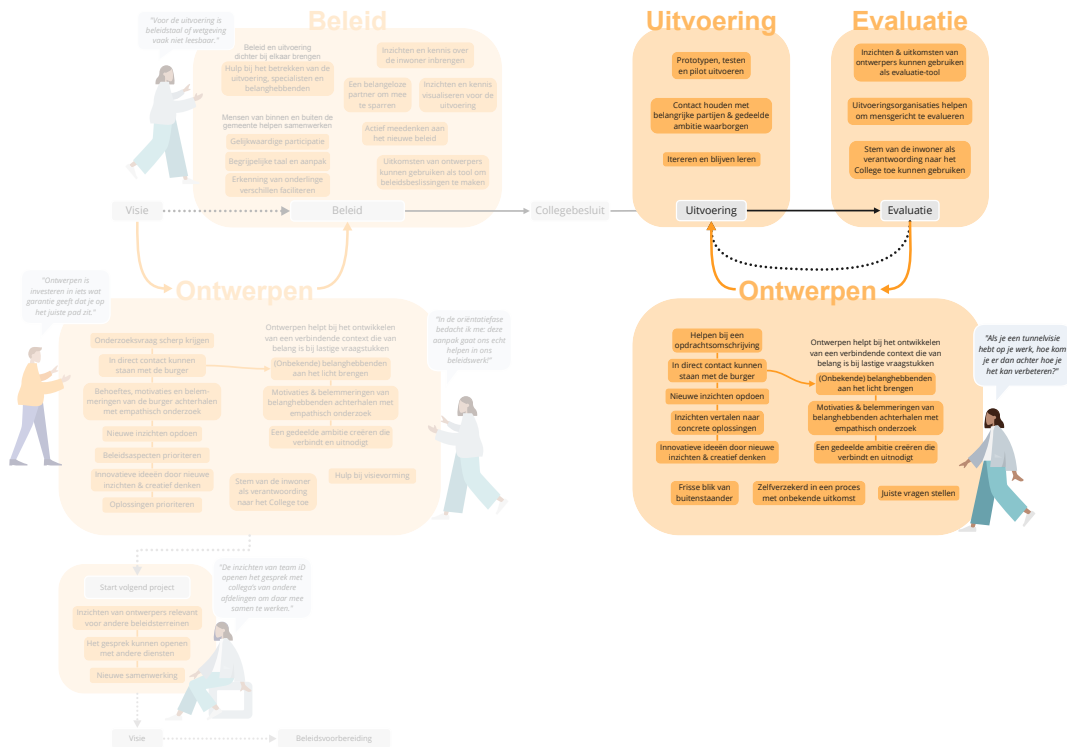 Beleid
"Voor de uitvoering is
beleidstaal of wetgeving
vaak niet leesbaar."
Beleid en uitvoering
dichter bij elkaar brengen
Hulp bij het betrekken van de
uitvoering, specialisten en
belanghebbenden
Mensen van binnen en buiten de
gemeente helpen samenwerken
Gelijkwaardige participatie
Begrijpelijke taal en aanpak
Erkenning van onderlinge
verschillen faciliteren
Inzichten en kennis over
de inwoner inbrengen
Een belangeloze
partner om mee
te sparren
Inzichten en kennis
visualiseren voor de
uitvoering
Actief meedenken aan
het nieuwe beleid
Uitkomsten van ontwerpers
kunnen gebruiken als tool om
beleidsbeslissingen te maken
Uitvoering
Prototypen, testen
en pilot uitvoeren
Contact houden met
belangrijke partijen & gedeelde
ambitie waarborgen
Itereren en blijven leren
Evaluatie
Inzichten & uitkomsten van
ontwerpers kunnen gebruiken
als evaluatie-tool
Uitvoeringsorganisaties helpen
om mensgericht te evalueren
Stem van de inwoner als
verantwoording naar het
College toe kunnen gebruiken
Visie
Beleid
Collegebesluit
Uitvoering
Evaluatie
Ontwerpen
"Ontwerpen is
investeren in iets wat
garantie geeft dat je op
het juiste pad zit."
Onderzoeksvraag scherp krijgen
In direct contact kunnen
staan met de burger
Behoeftes, motivaties en belem-
meringen van de burger achterhalen
met empathisch onderzoek
Nieuwe inzichten opdoen
Beleidsaspecten prioriteren
Innovatieve ideeën door nieuwe
inzichten & creatief denken
Oplossingen prioriteren
Ontwerpen helpt bij het ontwikkelen
van een verbindende context die van
belang is bij lastige vraagstukken
(Onbekende) belanghebbenden
aan het licht brengen
Motivaties & belemmeringen van
belanghebbenden achterhalen met
empathisch onderzoek
Een gedeelde ambitie creëren die
verbindt en uitnodigt
Stem van de inwoner
als verantwoording
naar het College toe
Hulp bij visievorming
"In de oriëntatiefase
bedacht ik me: deze
aanpak gaat ons echt
helpen in ons
beleidswerk!"
Ontwerpen
Helpen bij een
opdrachtsomschrijving
In direct contact kunnen
staan met de burger
Nieuwe inzichten opdoen
Inzichten vertalen naar
concrete oplossingen
Innovatieve ideeën door nieuwe
inzichten & creatief denken
Ontwerpen helpt bij het ontwikkelen
van een verbindende context die van
belang is bij lastige vraagstukken
(Onbekende) belanghebbenden
aan het licht brengen
Motivaties & belemmeringen van
belanghebbenden achterhalen met
empathisch onderzoek
Een gedeelde ambitie creëren die
verbindt en uitnodigt
Frisse blik van
buitenstaander
Zelfverzekerd in een proces
met onbekende uitkomst
Juiste vragen stellen
"Als je een tunnelvisie
hebt op je werk, hoe kom
je er dan achter hoe je
het kan verbeteren?"
Start volgend project
Inzichten van ontwerpers relevant
voor andere beleidsterreinen
Het gesprek kunnen openen
met andere diensten
Nieuwe samenwerking
"De inzichten van team iD
openen het gesprek met
collega's van andere
afdelingen om daar mee
samen te werken."
Visie
Beleidsvoorbereiding